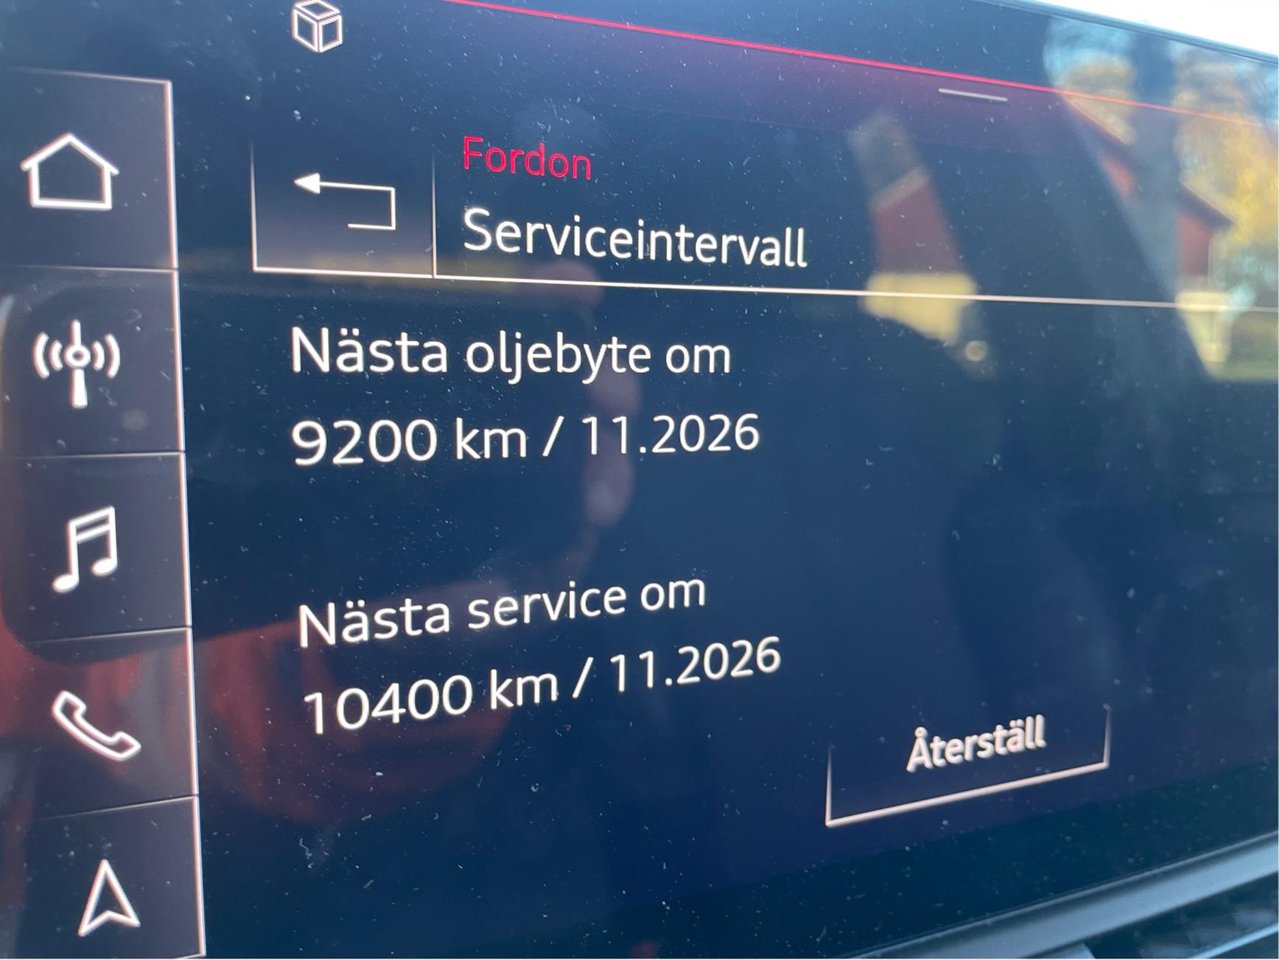 Fordon
Serviceintervall
Nästa oljebyte om
9200 km / 11.2026
Nästa service om
10400 km / 11.2026
Återställ